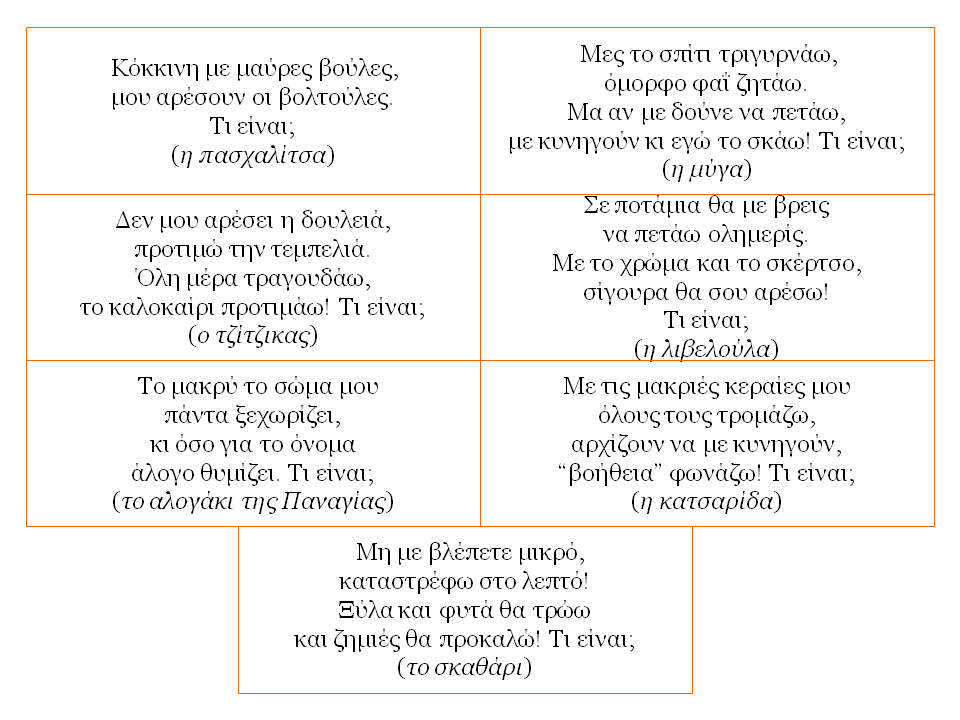 Κόκκινη με μαύρες βούλες,
μου αρέσουν οι βολτούλες.
Τι είναι;
(η πασχαλίτσα)
Μες το σπίτι τριγυρνάω,
όμορφο φαΐ ζητάω.
Μα αν με δούνε να πετάω,
με κυνηγούν κι εγώ το σκάω! Τι είναι;
(η μύγα)
Δεν μου αρέσει η δουλειά,
προτιμώ την τεμπελιά.
Όλη μέρα τραγουδάω,
το καλοκαίρι προτιμάω! Τι είναι;
(ο τζίτζικας)
Σε ποτάμια θα με βρεις
να πετάω ολημερίς.
Με το χρώμα και το σκέρτσο,
σίγουρα θα σου αρέσω!
Τι είναι;
(η λιβελούλα)
Το μακρύ το σώμα μου
πάντα ξεχωρίζει,
κι όσο για το όνομα
άλογο θυμίζει. Τι είναι;
(το αλογάκι της Παναγίας)
Με τις μακριές κεραίες μου
όλους τους τρομάζω,
αρχίζουν να με κυνηγούν,
“βοήθεια” φωνάζω! Τι είναι;
(η κατσαρίδα)
Μη με βλέπετε μικρό,
καταστρέφω στο λεπτό!
Ξύλα και φυτά θα τρώω
και ζημιές θα προκαλώ! Τι είναι;
(το σκαθάρι)